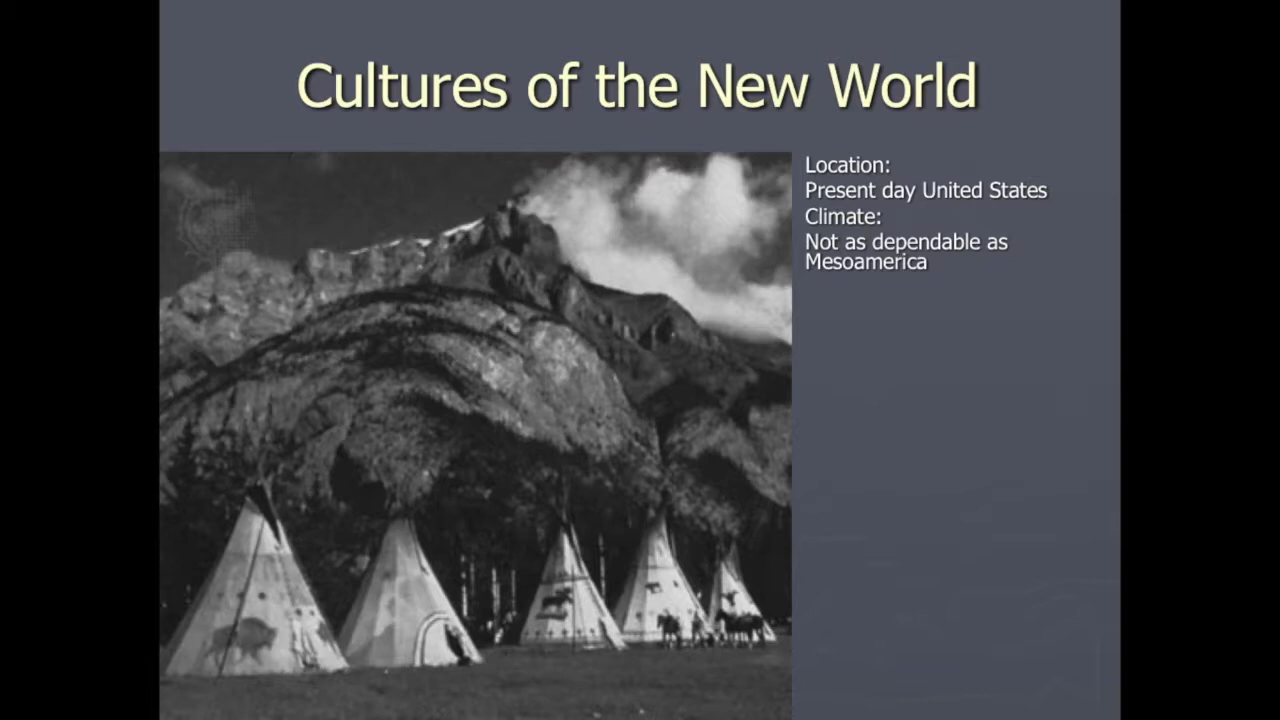 Cultures of the New World
Location:
Present day United States
Climate:
Not as dependable as
Mesoamerica